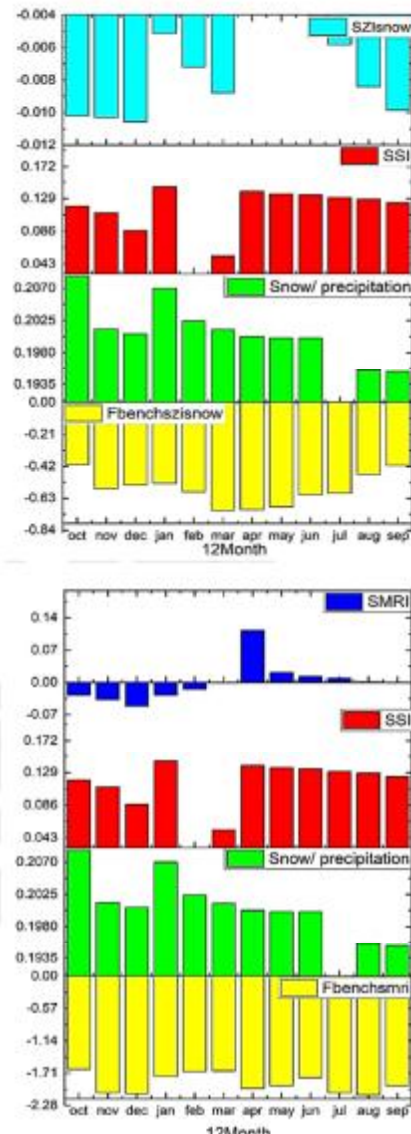 -0.004
SZIsnow
-0.006
-0.008
-0.010
-0.012
0.172
SSI
0.129
0.086
0.043
0.2070
Snow/ precipitation
0.2025
0.1980
0.1935
0.00
Fbenchszisnow
-0.21
-0.42
-0.63
-0.84
oct nov dec jan feb mar apr may jun jul aug sep
12Month
SMRI
0.14
0.07
0.00
-0.07
SSI
0.172
0.129
0.086
0.043
Snow/ precipitation
0.2070
0.2025
0.1980
0.1935
0.00
Fbenchsmri
-0.57
-1.14
-1.71
-2.28
oct nov dec jan feb mar apr may jun jul aug sep
12Month